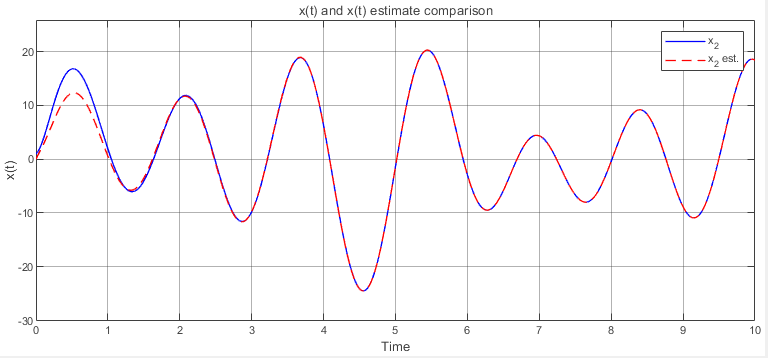 x(t) and x(t) estimate comparison
x2
x2 est.
20
10
0
-10
-20
-30
x(t)
0 1 2 3 4 5 6 7 8 9 10
Time